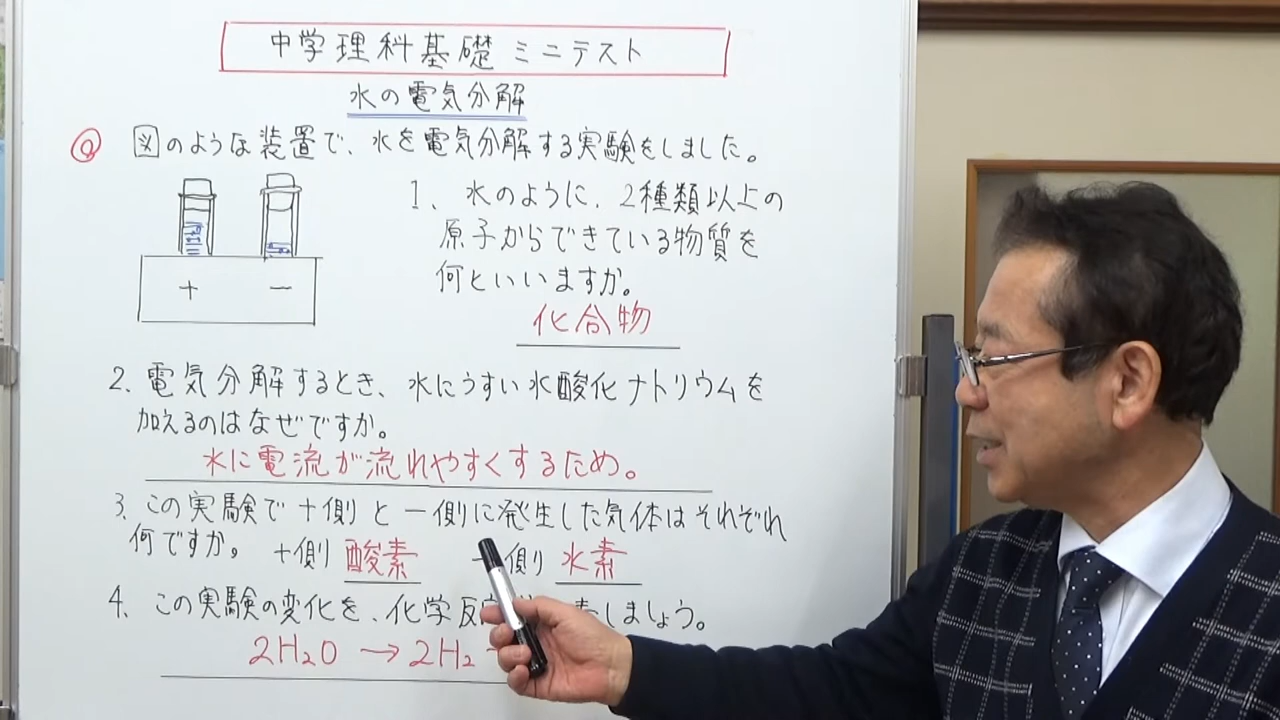 中学理科基礎ミニテスト
水の電気分解
Q 図のような装置で、水を電気分解する実験をしました。
+ −
1、水のように、2種類以上の
原子からできている物質を
何といいますか。
化合物
2、電気分解するとき、水にうすい水酸化ナトリウムを
加えるのはなぜですか。
水に電流が流れやすくするため。
3、この実験で+側と−側に発生した気体はそれぞれ
何ですか。 +側 酸素 −側 水素
4、この実験の変化を、化学反 しましょう。
2H₂O → 2H₂